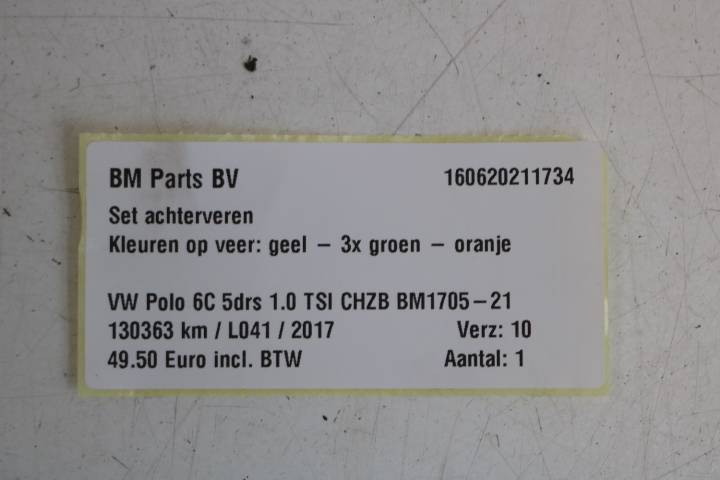 BM Parts BV 160620211734
Set achterveren
Kleuren op veer: geel – 3x groen – oranje
VW Polo 6C 5drs 1.0 TSI CHZB BM1705–21
130363 km / L041 / 2017 Verz: 10
49.50 Euro incl. BTW Aantal: 1